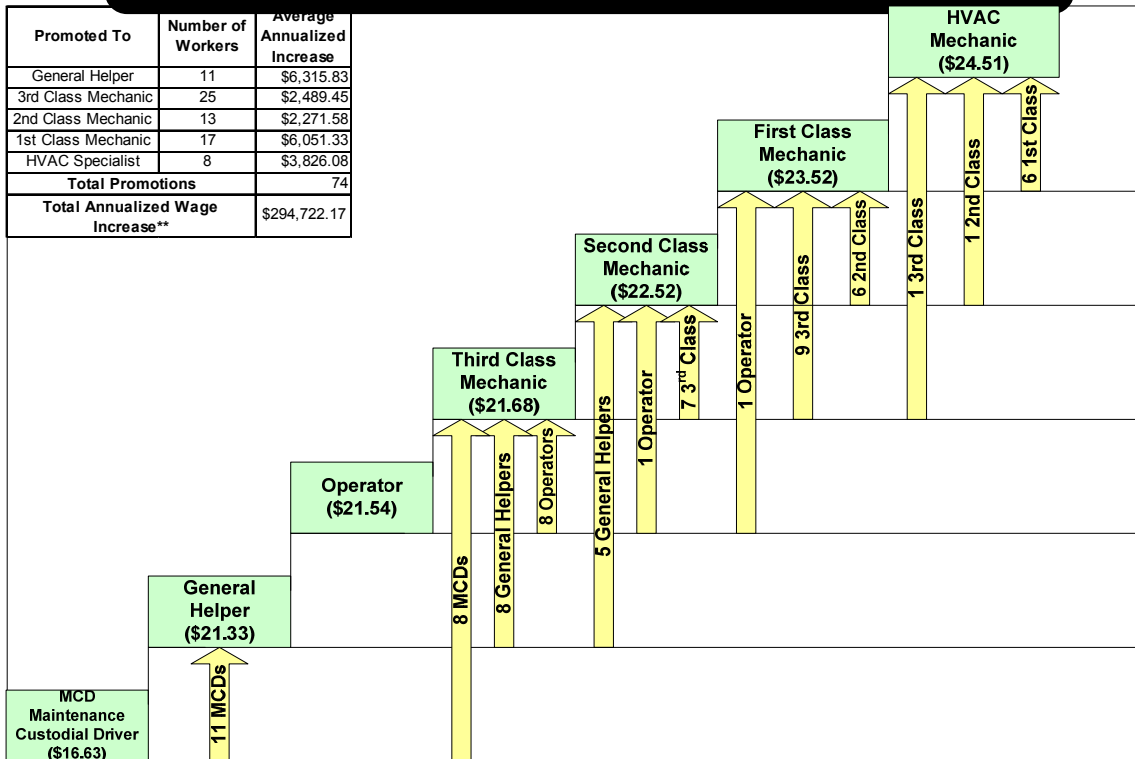 Promoted To
Number of
Workers
Average
Annualized
Increase
General Helper 11 $6,315.83
3rd Class Mechanic 25 $2,489.45
2nd Class Mechanic 13 $2,271.58
1st Class Mechanic 17 $6,051.33
HVAC Specialist 8 $3,826.08
Total Promotions 74
Total Annualized Wage
Increase**
$294,722.17
HVAC
Mechanic
($24.51)
First Class
Mechanic
($23.52)
1 3rd Class
1 2nd Class
6 1st Class
Second Class
Mechanic
($22.52)
1 Operator
9 3rd Class
6 2nd Class
Third Class
Mechanic
($21.68)
5 General Helpers
1 Operator
7 3rd Class
Operator
($21.54)
8 MCDs
8 General Helpers
8 Operators
General
Helper
($21.33)
11 MCDs
MCD
Maintenance
Custodial Driver
($16.63)